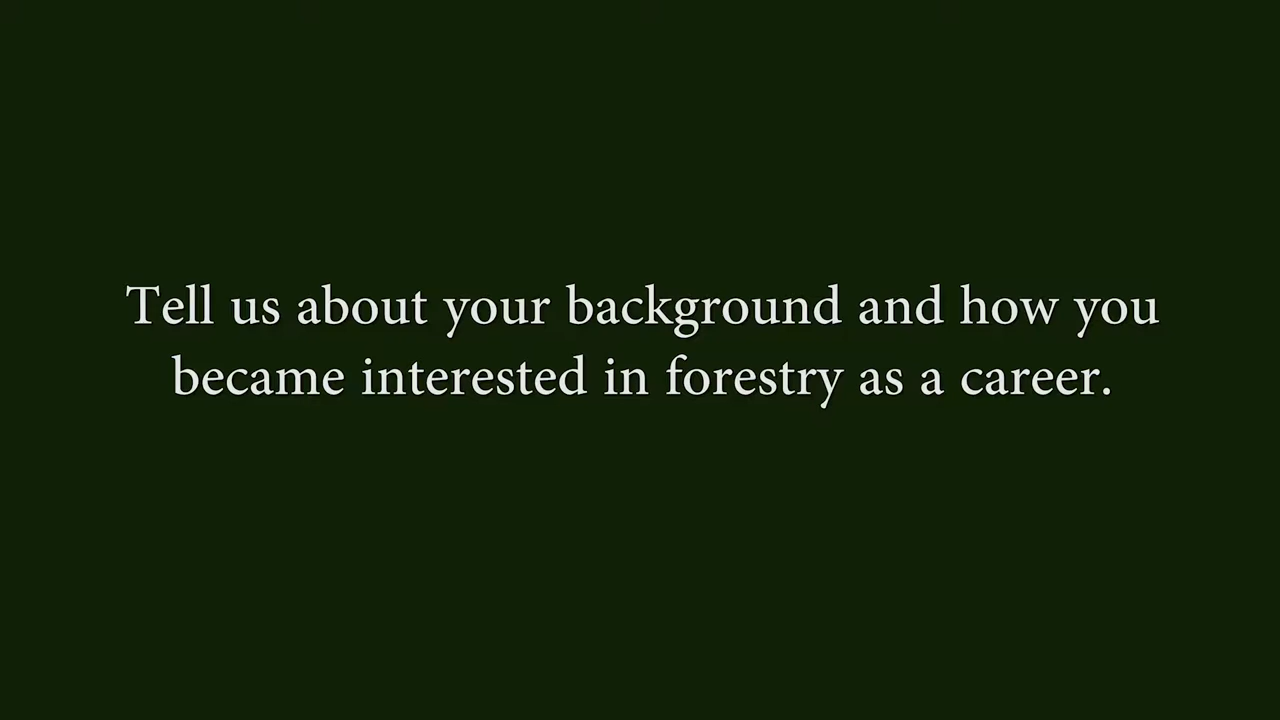 Tell us about your background and how you
became interested in forestry as a career.